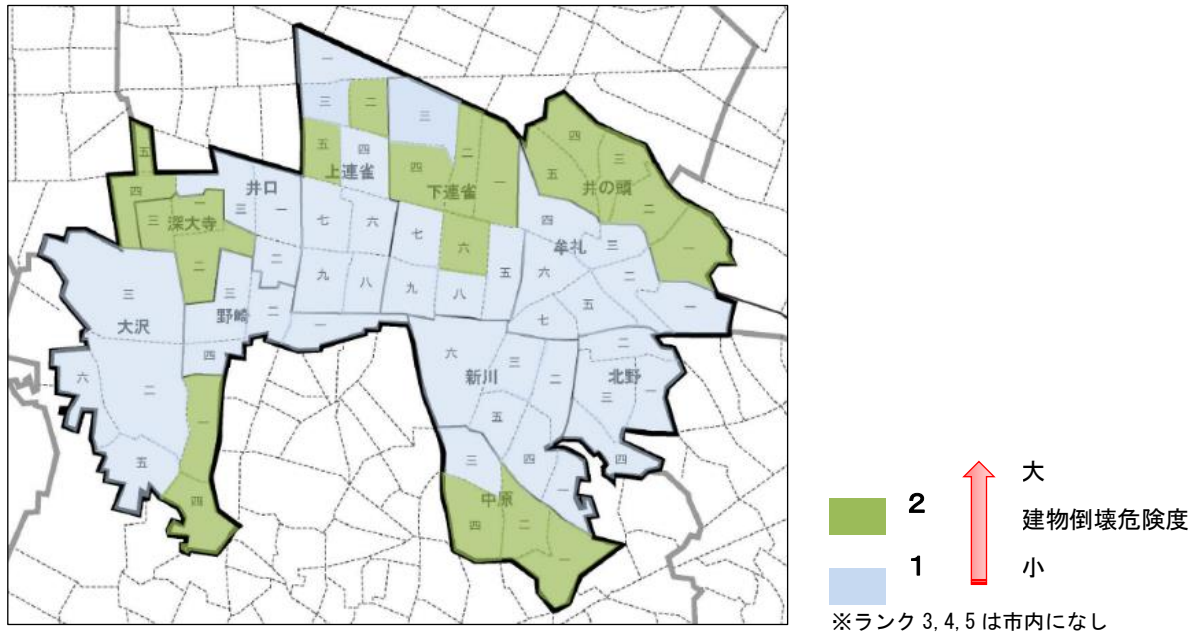 一
三
二
三
五
四
上連雀
五
四
二
一
下連雀
四
三
五
井の頭
二
一
五
四
一
三
深大寺
二
井口
三
一
二
七
六
七
六
五
九
八
九
八
四
牟礼
三
六
二
五
七
一
三
大沢
三
野崎
二
一
四
六
二
一
五
四
六
三
新川
二
五
三
四
一
二
北野
三
一
四
中原
四
二
一
2
1
大
建物倒壊危険度
小
※ランク 3, 4, 5 は市内になし